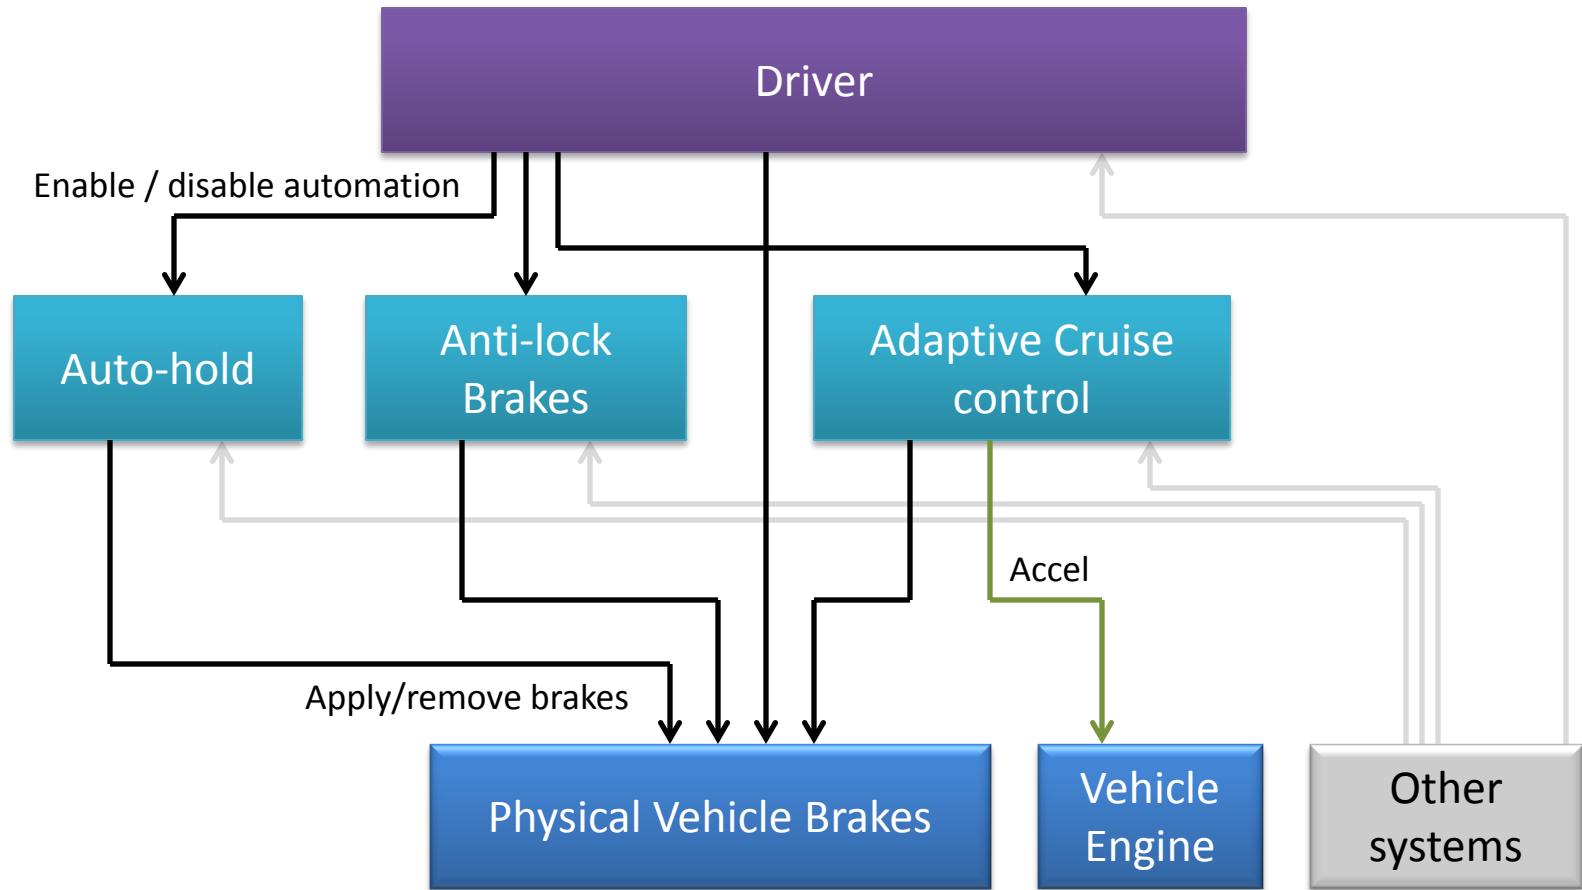 Driver
Enable / disable automation
Auto-hold
Anti-lock
Brakes
Adaptive Cruise
control
Accel
Apply/remove brakes
Physical Vehicle Brakes
Vehicle
Engine
Other
systems